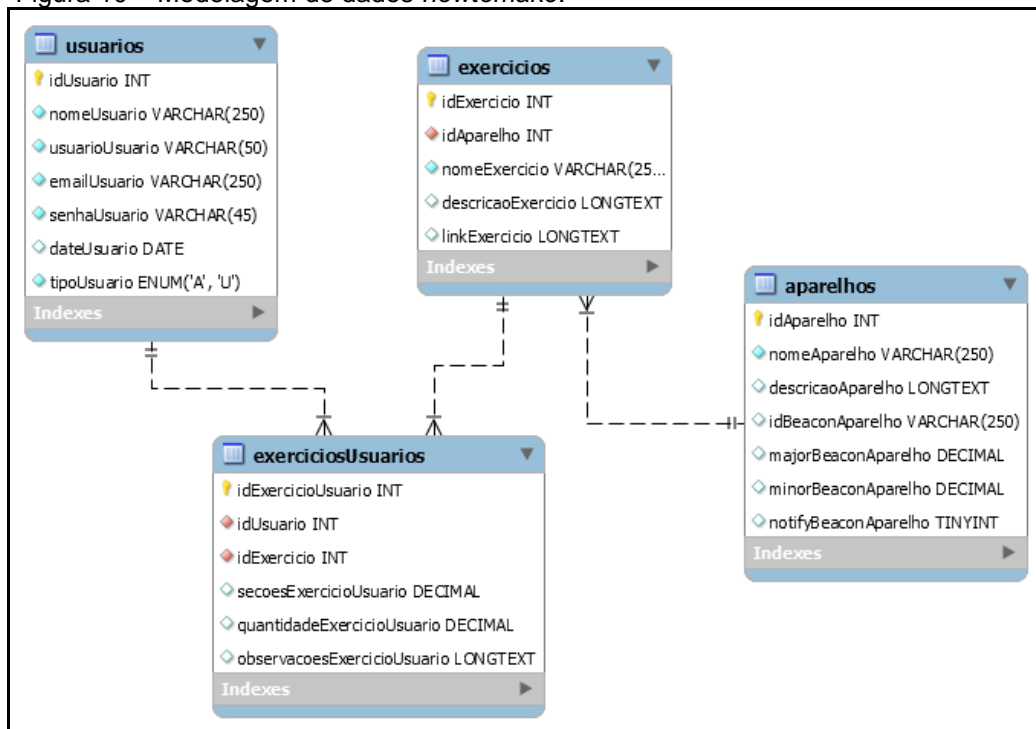 Figura – Modelagem de dados howtomake.
usuarios
idUsuario INT
nomeUsuario VARCHAR(250)
usuarioUsuario VARCHAR(50)
emailUsuario VARCHAR(250)
senhaUsuario VARCHAR(45)
dateUsuario DATE
tipoUsuario ENUM('A', 'U')
Indexes
exercicios
idExercicio INT
idAparelho INT
nomeExercicio VARCHAR(25...
descricaoExercicio LONGTEXT
linkExercicio LONGTEXT
Indexes
aparelhos
idAparelho INT
nomeAparelho VARCHAR(250)
descricaoAparelho LONGTEXT
idBeaconAparelho VARCHAR(250)
majorBeaconAparelho DECIMAL
minorBeaconAparelho DECIMAL
notifyBeaconAparelho TINYINT
Indexes
exerciciosUsuarios
idExercicioUsuario INT
idUsuario INT
idExercicio INT
secoesExercicioUsuario DECIMAL
quantidadeExercicioUsuario DECIMAL
observacoesExercicioUsuario LONGTEXT
Indexes